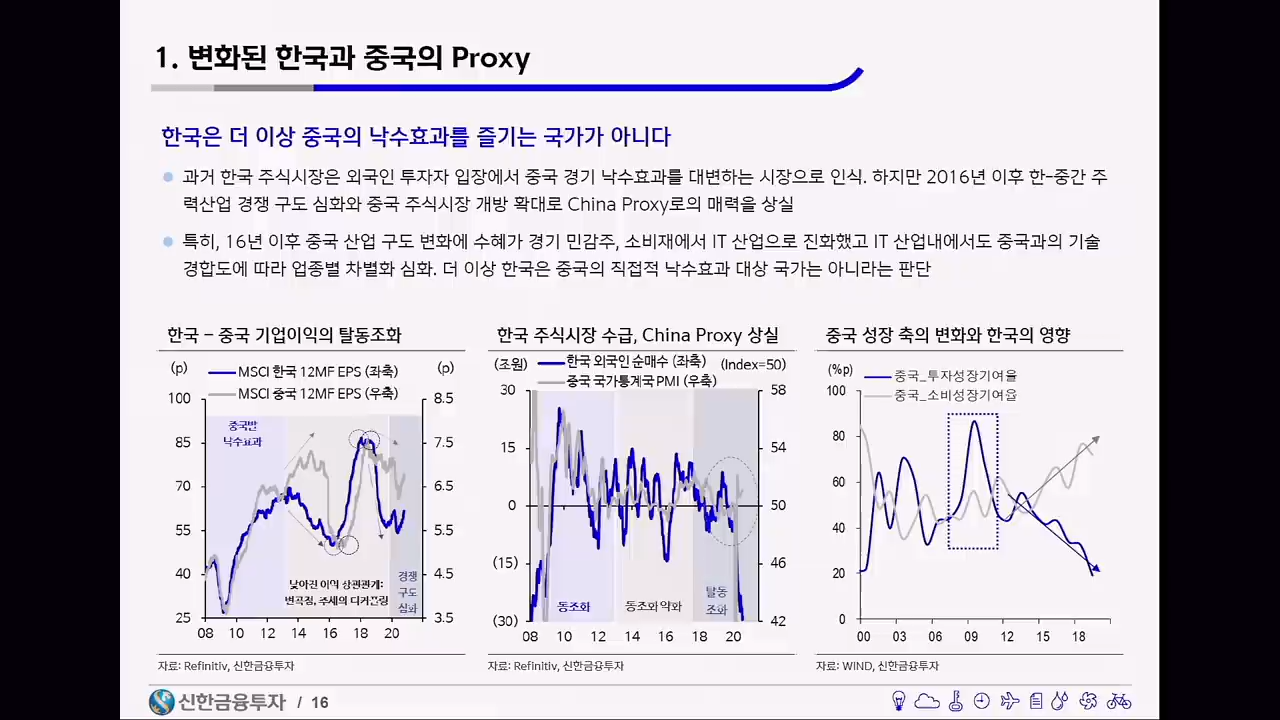 1. 변화된 한국과 중국의 Proxy
한국은 더 이상 중국의 낙수효과를 즐기는 국가가 아니다
과거 한국 주식시장은 외국인 투자자 입장에서 중국 경기 낙수효과를 대변하는 시장으로 인식. 하지만 2016년 이후 한-중간 주
력산업 경쟁 구도 심화와 중국 주식시장 개방 확대로 China Proxy로의 매력을 상실
특히, 16년 이후 중국 산업 구도 변화에 수혜가 경기 민감주, 소비재에서 IT 산업으로 진화했고 IT 산업내에서도 중국과의 기술
경합도에 따라 업종별 차별화 심화. 더 이상 한국은 중국의 직접적 낙수효과 대상 국가는 아니라는 판단
한국 – 중국 기업이익의 탈동조화
(p)
MSCI 한국 12MF EPS (좌축)
MSCI 중국 12MF EPS (우축)
(p)
100
85
70
55
40
25
8.5
7.5
6.5
5.5
4.5
3.5
중국발
낙수효과
낮아진 이익 상관관계:
변곡점, 추세의 디커플링
경쟁
구도
심화
08 10 12 14 16 18 20
자료: Refinitiv, 신한금융투자
한국 주식시장 수급, China Proxy 상실
(조원)
한국 외국인 순매수 (좌축)
중국 국가통계국 PMI (우축)
(Index=50)
30
15
0
(15)
(30)
58
54
50
46
42
동조화
동조화 약화
탈동
조화
08 10 12 14 16 18 20
자료: Refinitiv, 신한금융투자
중국 성장 축의 변화와 한국의 영향
(%p)
중국_투자성장기여율
중국_소비성장기여율
100
80
60
40
20
0
00 03 06 09 12 15 18
자료: WIND, 신한금융투자
신한금융투자 / 16